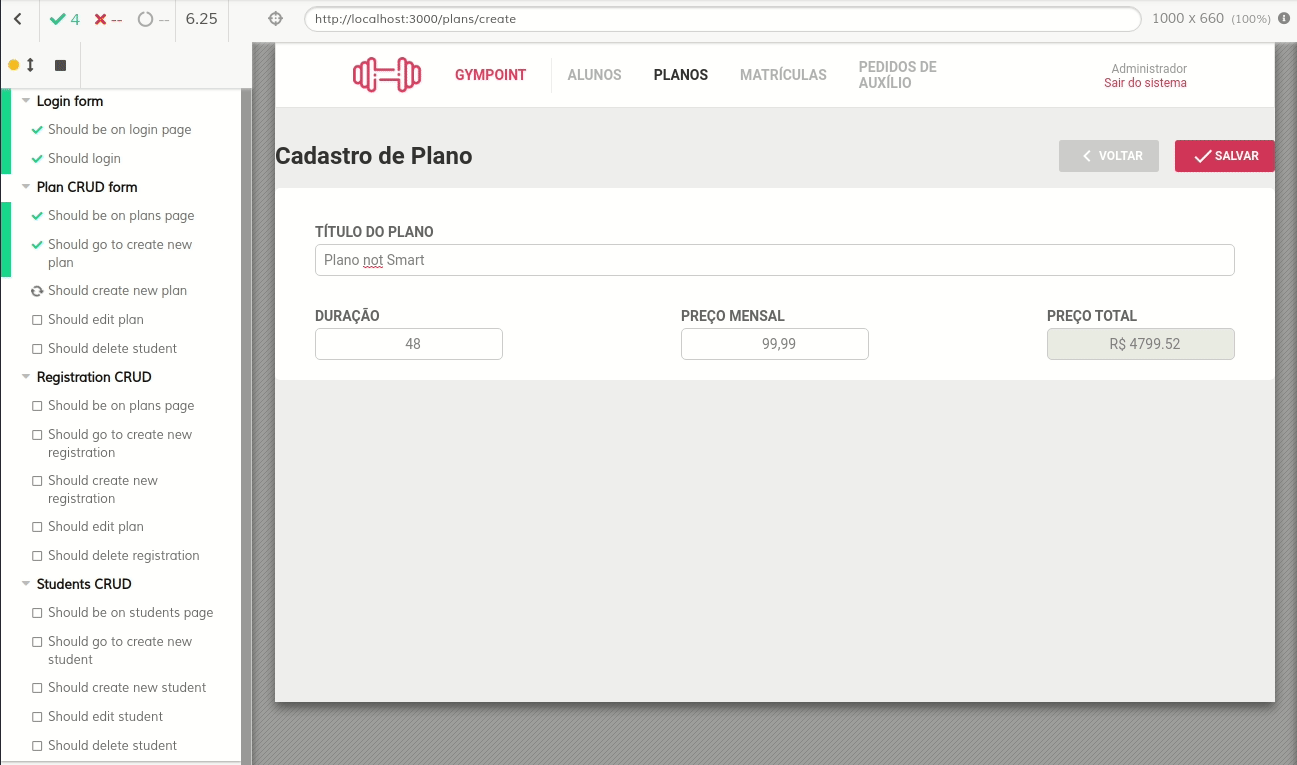 4
--
--
6.25
http://localhost:3000/plans/create
1000 x 660 (100%)
Login form
Should be on login page
Should login
Plan CRUD form
Should be on plans page
Should go to create new
plan
Should create new plan
Should edit plan
Should delete student
Registration CRUD
Should be on plans page
Should go to create new
registration
Should create new
registration
Should edit plan
Should delete registration
Students CRUD
Should be on students page
Should go to create new
student
Should create new student
Should edit student
Should delete student
GYMPOINT
ALUNOS
PLANOS
MATRÍCULAS
PEDIDOS DE
AUXÍLIO
Administrador
Sair do sistema
Cadastro de Plano
VOLTAR
SALVAR
TÍTULO DO PLANO
Plano not Smart
DURAÇÃO
PREÇO MENSAL
PREÇO TOTAL
48
99,99
R$ 4799.52